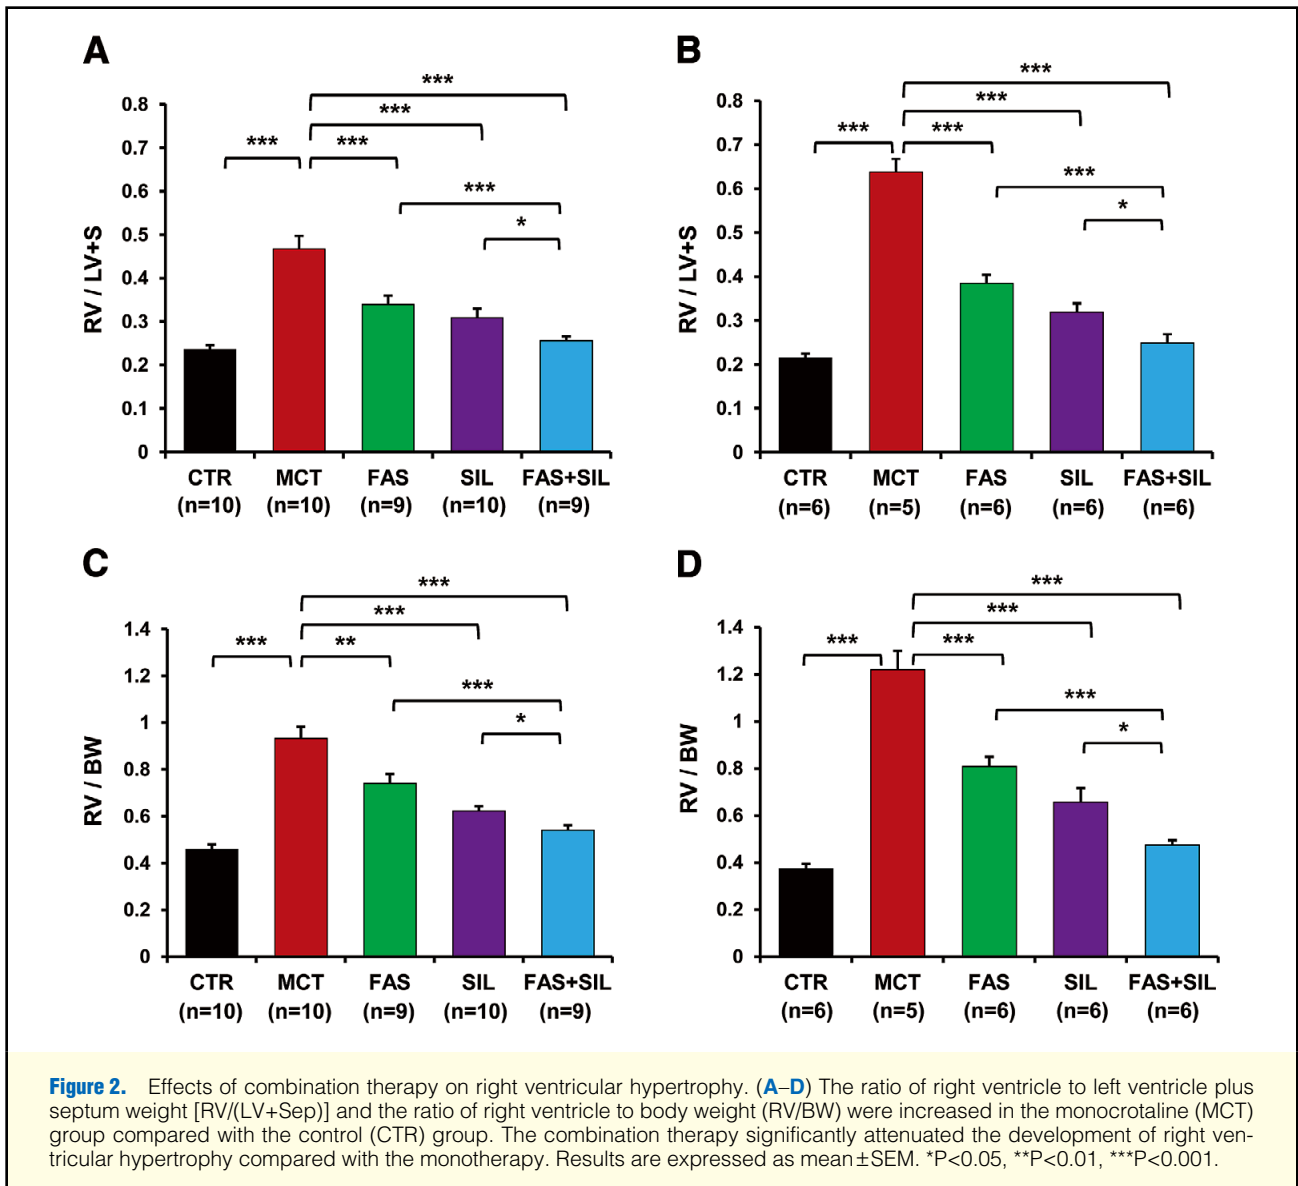 A
***
***
*** ***
***
*
0.8
0.7
0.6
0.5
0.4
0.3
0.2
0.1
0
RV / LV+S
CTR MCT FAS SIL FAS+SIL
(n=10) (n=10) (n=9) (n=10) (n=9)
B
***
***
*** ***
***
*
0.8
0.7
0.6
0.5
0.4
0.3
0.2
0.1
0
RV / LV+S
CTR MCT FAS SIL FAS+SIL
(n=6) (n=5) (n=6) (n=6) (n=6)
C
***
***
*** **
***
*
1.4
1.2
1
0.8
0.6
0.4
0.2
0
RV / BW
CTR MCT FAS SIL FAS+SIL
(n=10) (n=10) (n=9) (n=10) (n=9)
D
***
***
*** ***
***
*
1.4
1.2
1
0.8
0.6
0.4
0.2
0
RV / BW
CTR MCT FAS SIL FAS+SIL
(n=6) (n=5) (n=6) (n=6) (n=6)
Figure 2. Effects of combination therapy on right ventricular hypertrophy. (A–D) The ratio of right ventricle to left ventricle plus
septum weight [RV/(LV+Sep)] and the ratio of right ventricle to body weight (RV/BW) were increased in the monocrotaline (MCT)
group compared with the control (CTR) group. The combination therapy significantly attenuated the development of right ven-
tricular hypertrophy compared with the monotherapy. Results are expressed as mean±SEM. *P<0.05, **P<0.01, ***P<0.001.